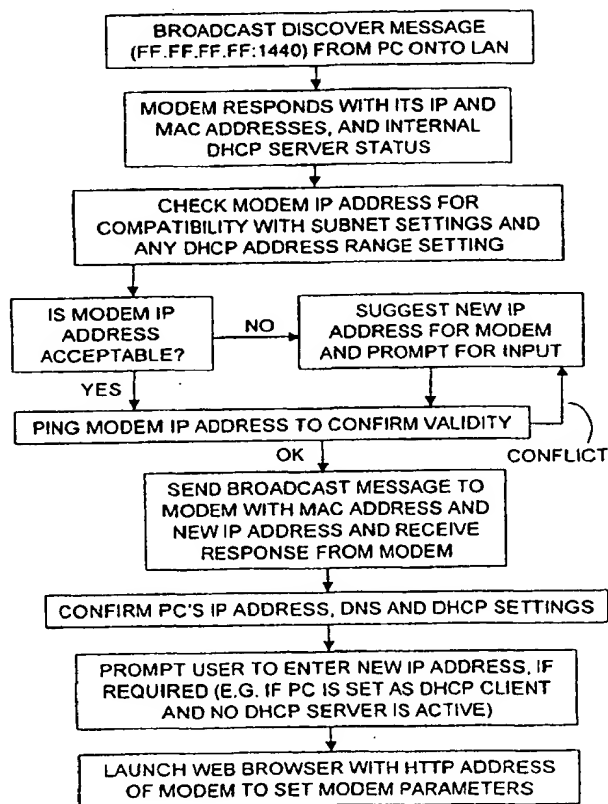 BROADCAST DISCOVER MESSAGE
(FF.FF.FF.FF:1440) FROM PC ONTO LAN
MODEM RESPONDS WITH ITS IP AND
MAC ADDRESSES, AND INTERNAL
DHCP SERVER STATUS
CHECK MODEM IP ADDRESS FOR
COMPATIBILITY WITH SUBNET SETTINGS AND
ANY DHCP ADDRESS RANGE SETTING
IS MODEM IP
ADDRESS
ACCEPTABLE?
NO
SUGGEST NEW IP
ADDRESS FOR MODEM
AND PROMPT FOR INPUT
YES
PING MODEM IP ADDRESS TO CONFIRM VALIDITY
OK
CONFLICT
SEND BROADCAST MESSAGE TO
MODEM WITH MAC ADDRESS AND
NEW IP ADDRESS AND RECEIVE
RESPONSE FROM MODEM
CONFIRM PC'S IP ADDRESS, DNS AND DHCP SETTINGS
PROMPT USER TO ENTER NEW IP ADDRESS, IF
REQUIRED (E.G. IF PC IS SET AS DHCP CLIENT
AND NO DHCP SERVER IS ACTIVE)
LAUNCH WEB BROWSER WITH HTTP ADDRESS
OF MODEM TO SET MODEM PARAMETERS